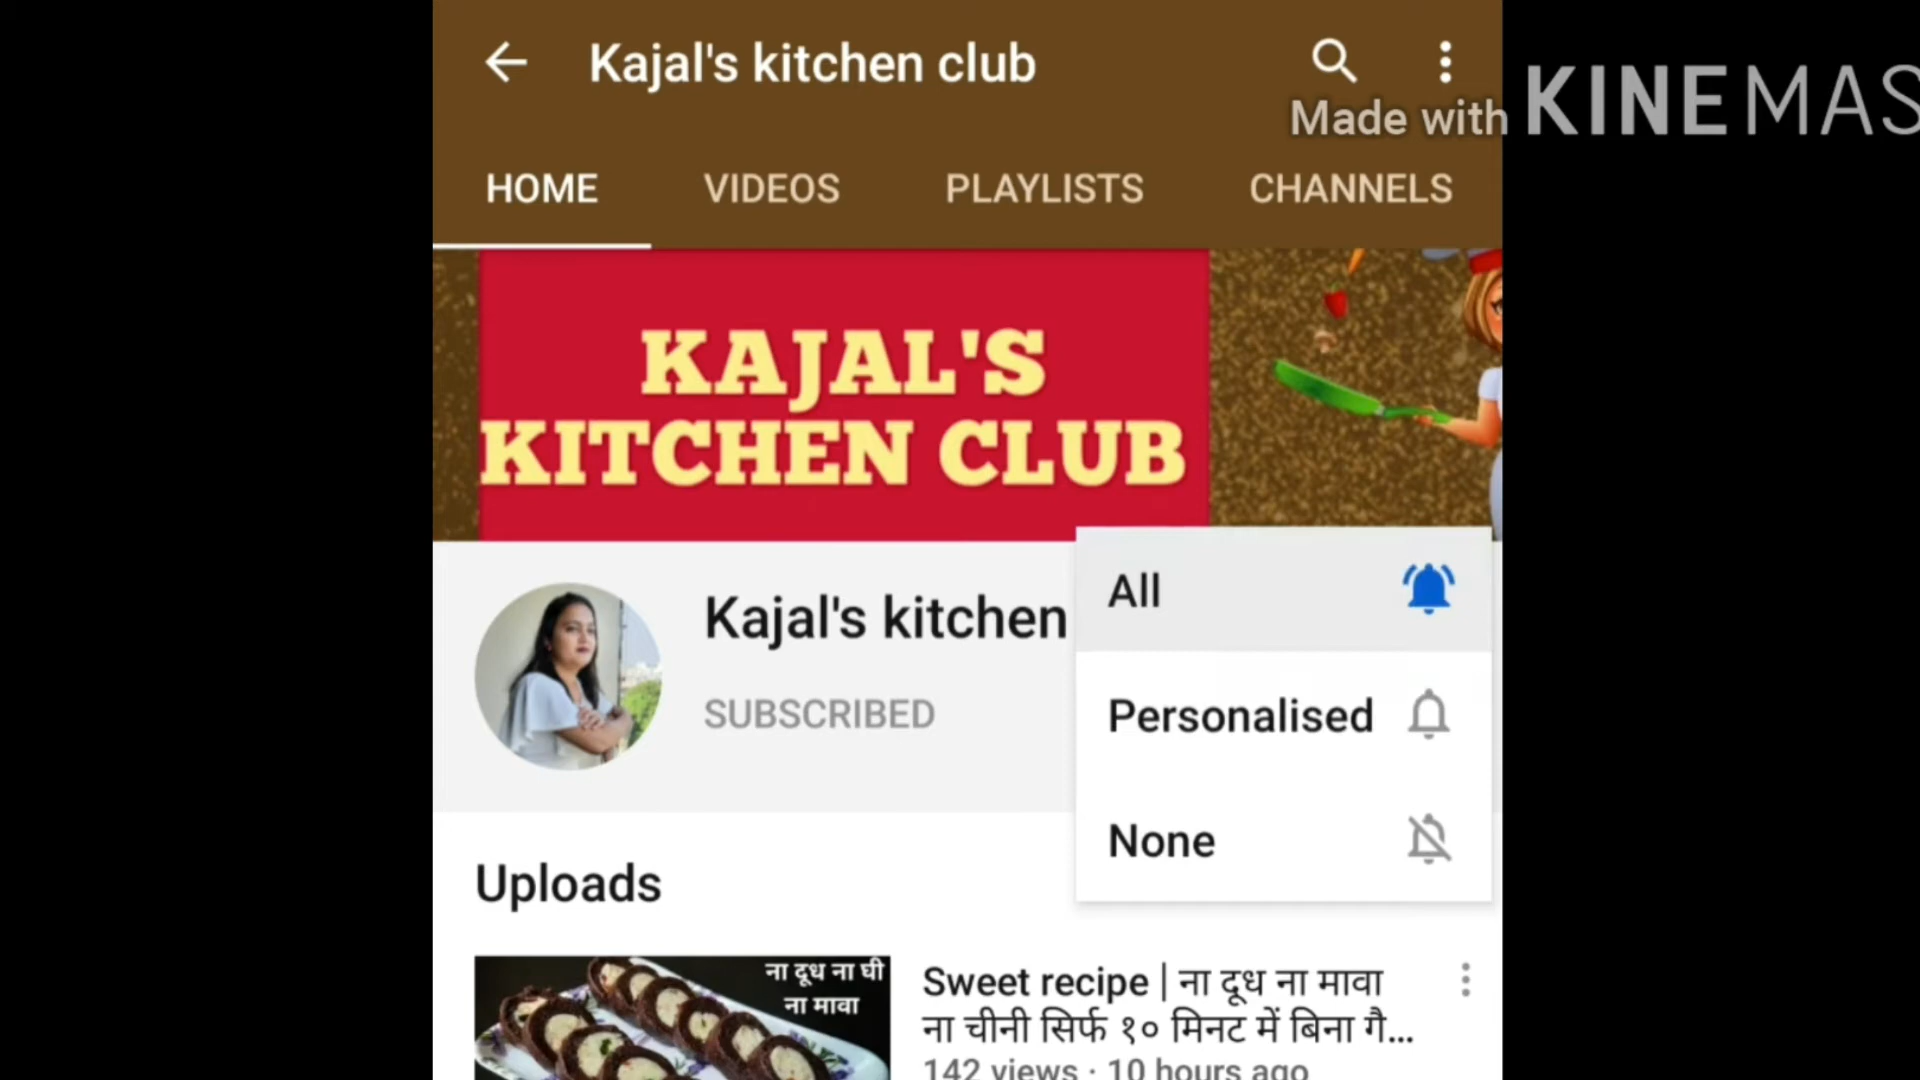 Kajal's kitchen club
Made with KINEMAS
HOME VIDEOS PLAYLISTS CHANNELS
KAJAL'S
KITCHEN CLUB
Kajal's kitchen
SUBSCRIBED
All
Personalised
None
Uploads
ना दूध ना घी
ना मावा
Sweet recipe | ना दूध ना मावा
ना चीनी सिर्फ १० मिनट में बिना गै...
142 views · 10 hours ago